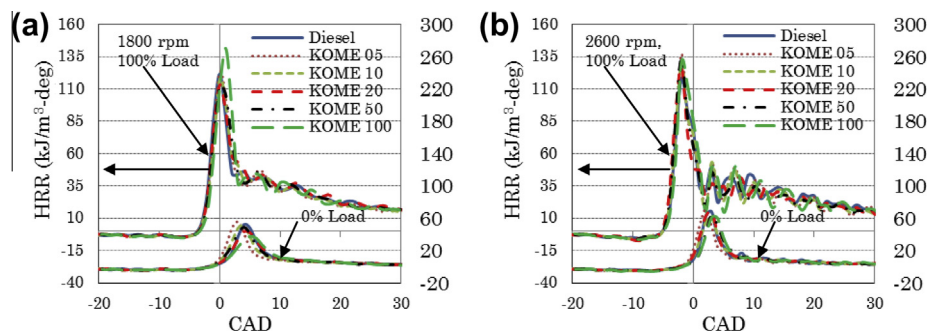 (a)
HRR (kJ/m³-deg)
160
135
110
85
60
35
10
-15
-40
1800 rpm
100% Load
Diesel
KOME 05
KOME 10
KOME 20
KOME 50
KOME 100
0% Load
300
260
220
180
140
100
60
20
-20
-20
-10
0
10
20
30
CAD
(b)
HRR (kJ/m³-deg)
160
135
110
85
60
35
10
-15
-40
2600 rpm,
100% Load
Diesel
KOME 05
KOME 10
KOME 20
KOME 50
KOME 100
0% Load
300
260
220
180
140
100
60
20
-20
-20
-10
0
10
20
30
CAD